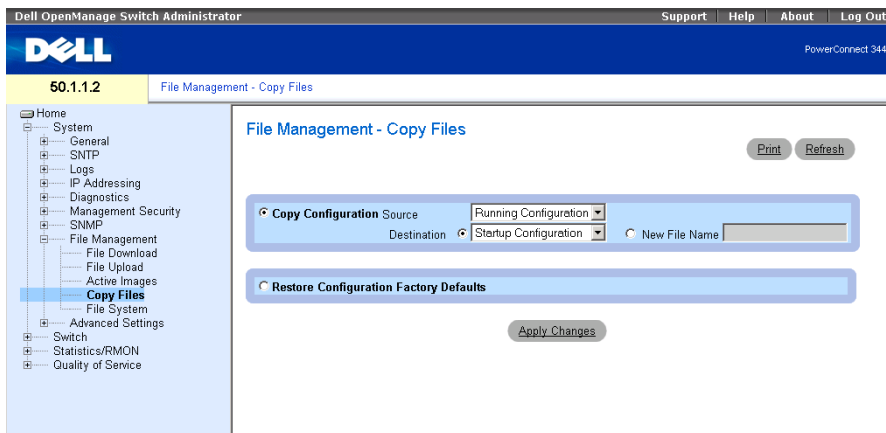 Dell OpenManage Switch Administrator
Support Help About Log Out
DELL
PowerConnect 344
50.1.1.2
File Management - Copy Files
Home
System
General
SNTP
Logs
IP Addressing
Diagnostics
Management Security
SNMP
File Management
File Download
File Upload
Active Images
Copy Files
File System
Advanced Settings
Switch
Statistics/RMON
Quality of Service
File Management - Copy Files
Print Refresh
Copy Configuration Source Running Configuration
Destination Startup Configuration New File Name
Restore Configuration Factory Defaults
Apply Changes